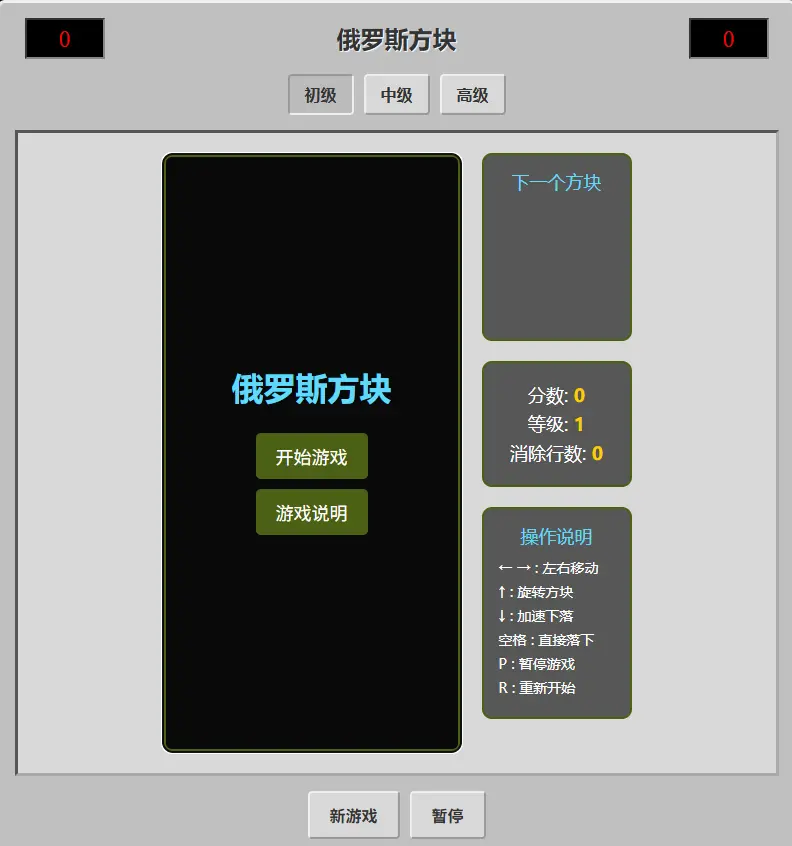 0
俄罗斯方块
0
初级
中级
高级
俄罗斯方块
开始游戏
游戏说明
下一个方块
分数: 0
等级: 1
消除行数: 0
操作说明
← → : 左右移动
↑ : 旋转方块
↓ : 加速下落
空格 : 直接落下
P : 暂停游戏
R : 重新开始
新游戏
暂停